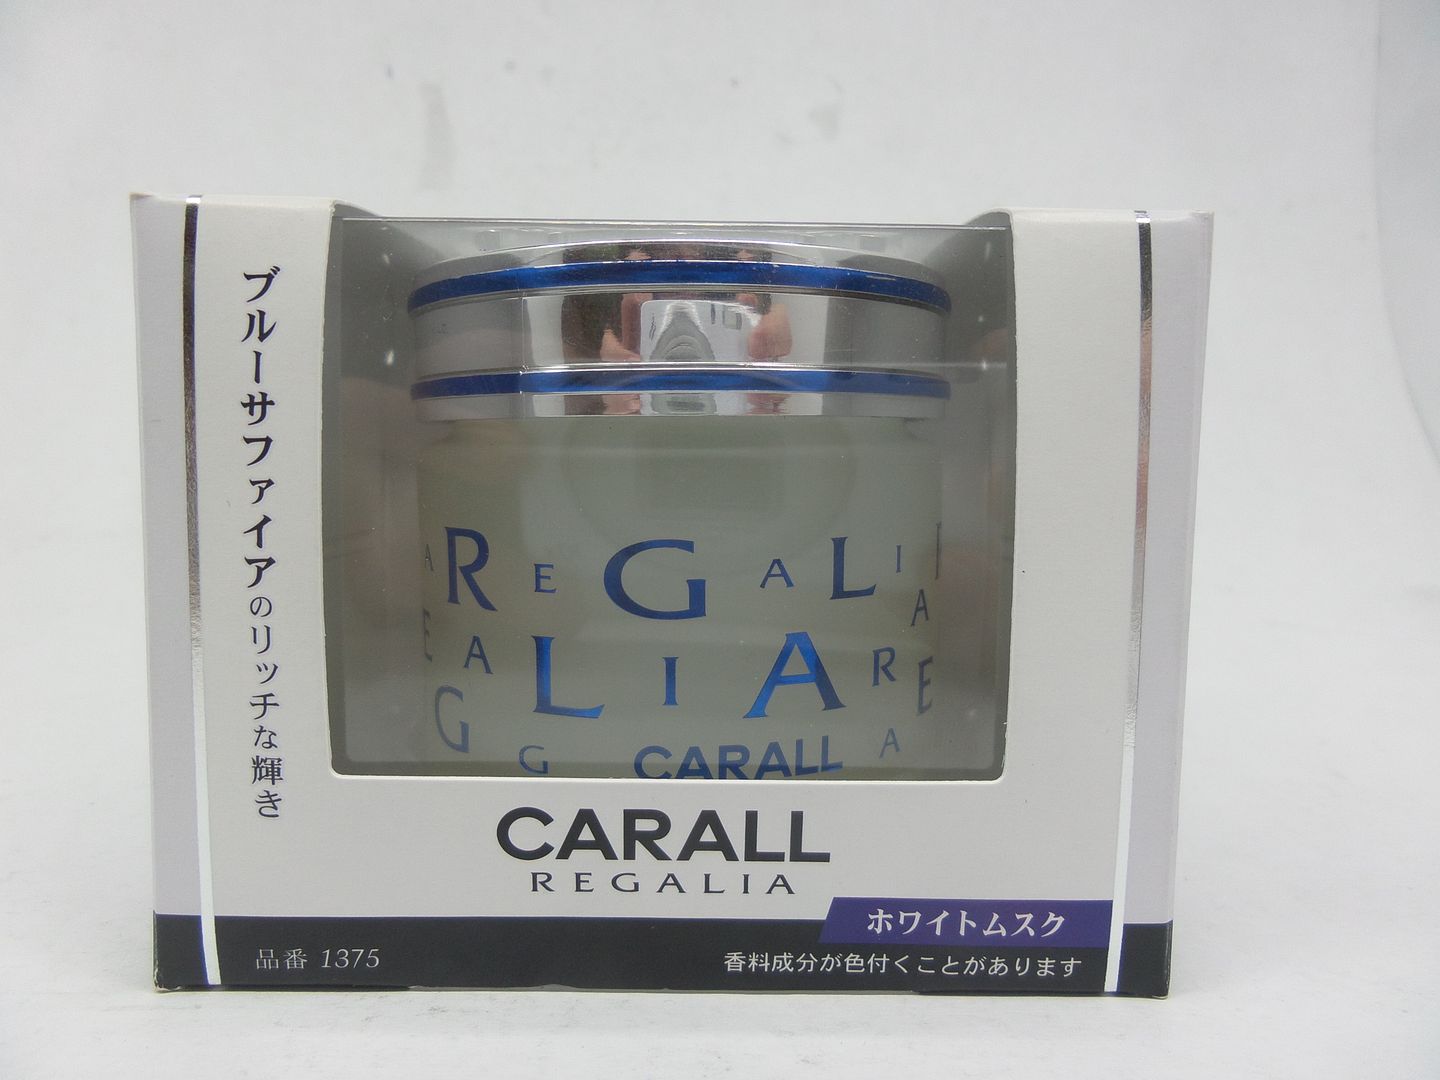 ブルーサファイアのリッチな輝き
A R E G A L I
E A L I A R E A
G G CARALL A
CARALL
REGALIA
ホワイトムスク
品番 1375
香料成分が色付くことがあります